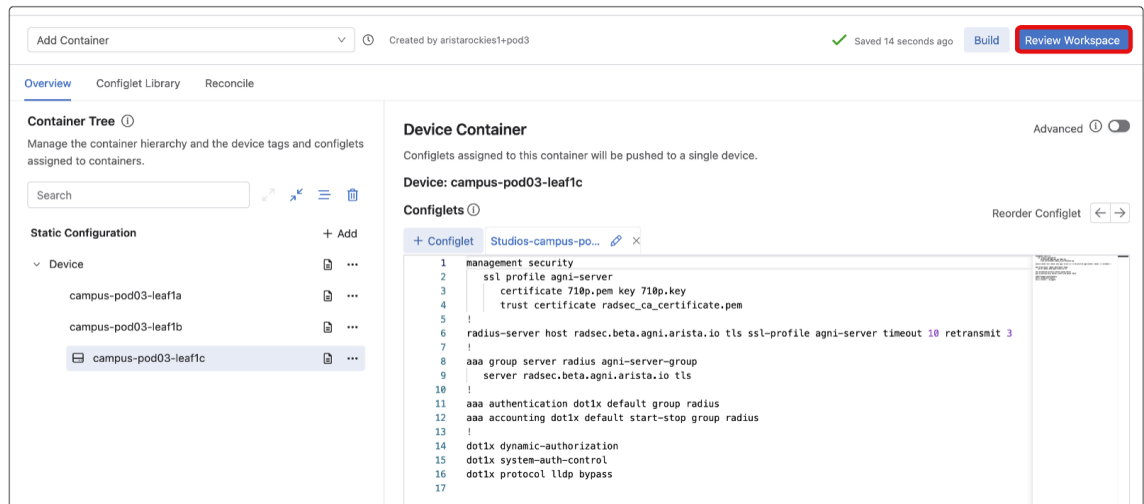 Add Container
Created by aristarockies1+pod3
Saved 14 seconds ago
Build
Review Workspace
Overview
Configlet Library
Reconcile
Container Tree
Manage the container hierarchy and the device tags and configlets
assigned to containers.
Search
Static Configuration
+ Add
Device
campus-pod03-leaf1a
campus-pod03-leaf1b
campus-pod03-leaf1c
Device Container
Advanced
Configlets assigned to this container will be pushed to a single device.
Device: campus-pod03-leaf1c
Configlets
Reorder Configlet
+ Configlet
Studios-campus-po...
1 management security
2 ssl profile agni-server
3 certificate 710p.pem key 710p.key
4 trust certificate radsec_ca_certificate.pem
5 !
6 radius-server host radsec.beta.agni.arista.io tls ssl-profile agni-server timeout 10 retransmit 3
7 !
8 aaa group server radius agni-server-group
9 server radsec.beta.agni.arista.io tls
10 !
11 aaa authentication dot1x default group radius
12 aaa accounting dot1x default start-stop group radius
13 !
14 dot1x dynamic-authorization
15 dot1x system-auth-control
16 dot1x protocol lldp bypass
17